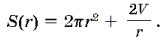 S(r) = 2πr² + 2V/r .